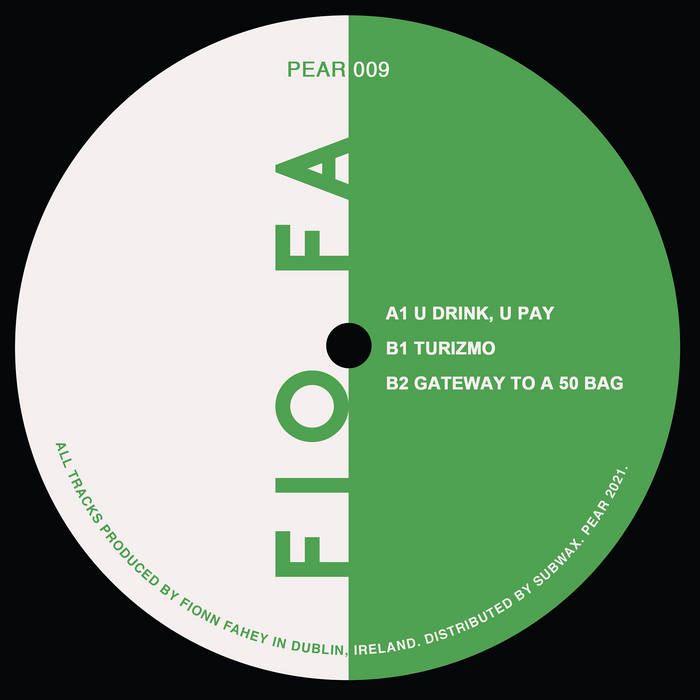 PEAR 009
FIO FA
A1 U DRINK, U PAY
B1 TURIZMO
B2 GATEWAY TO A 50 BAG
ALL TRACKS PRODUCED BY FIONN FAHEY IN DUBLIN, IRELAND. DISTRIBUTED BY SUBWAX. PEAR 2021.